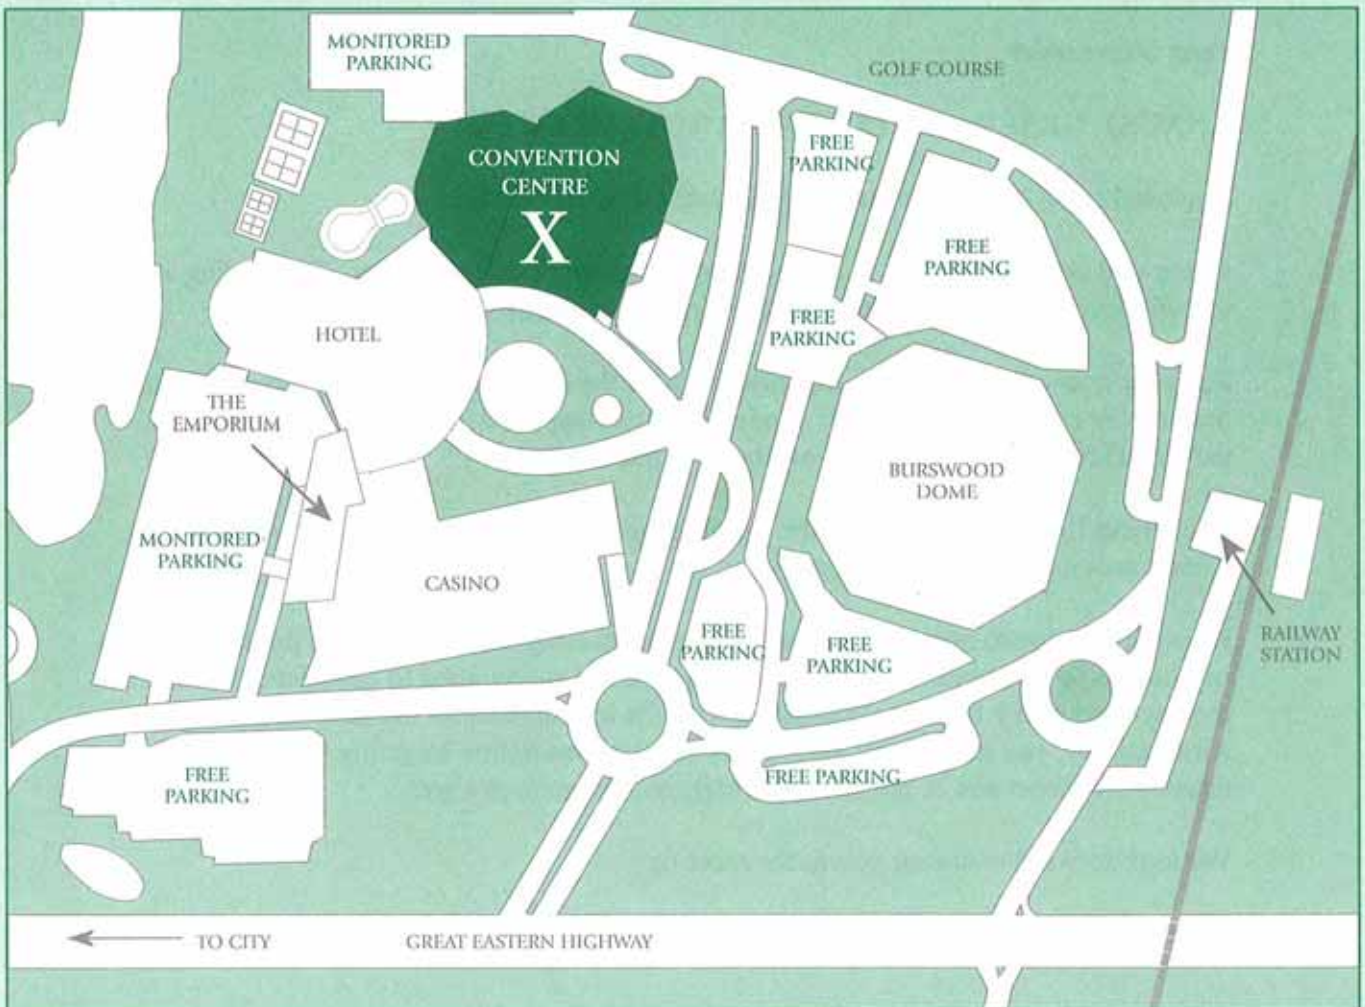 MONITORED
PARKING
GOLF COURSE
CONVENTION
CENTRE
X
FREE
PARKING
FREE
PARKING
FREE
PARKING
HOTEL
THE
EMPORIUM
BURSWOOD
DOME
MONITORED
PARKING
CASINO
FREE
PARKING
FREE
PARKING
RAILWAY
STATION
FREE
PARKING
FREE PARKING
TO CITY
GREAT EASTERN HIGHWAY